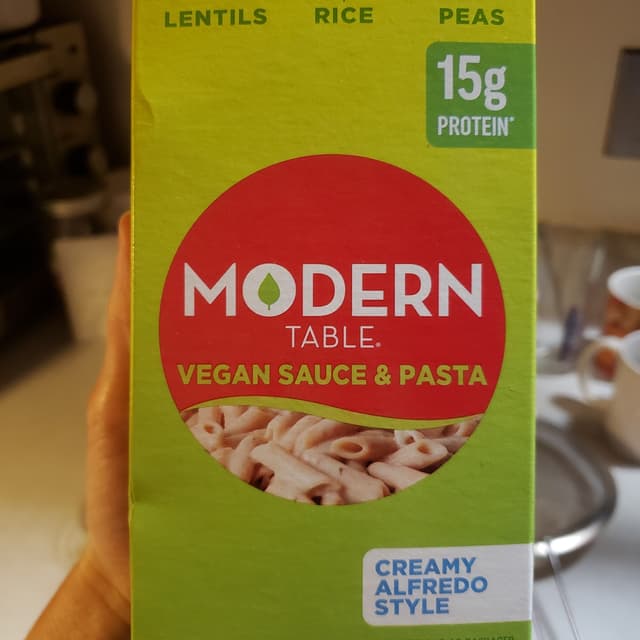 LENTILS RICE PEAS
15g
PROTEIN*
MODERN
TABLE®
VEGAN SAUCE & PASTA
CREAMY
ALFREDO
STYLE